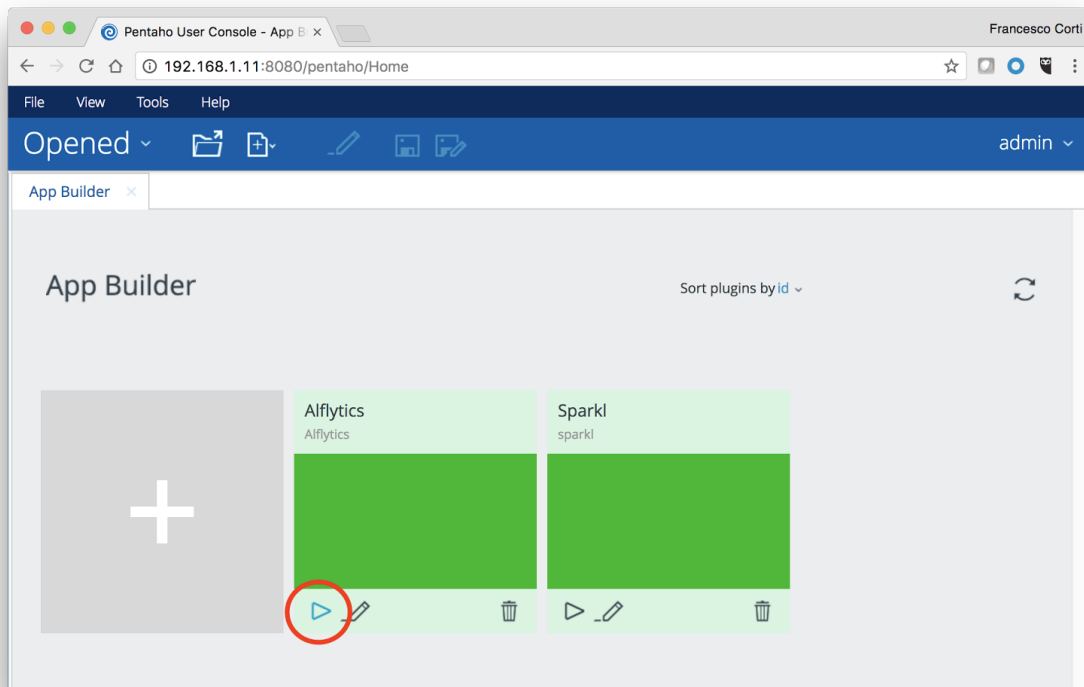 Pentaho User Console - App B
Francesco Corti
192.168.1.11:8080/pentaho/Home
File View Tools Help
Opened
admin
App Builder
App Builder
Sort plugins by id
Alflytics
Alflytics
Sparkl
sparkl